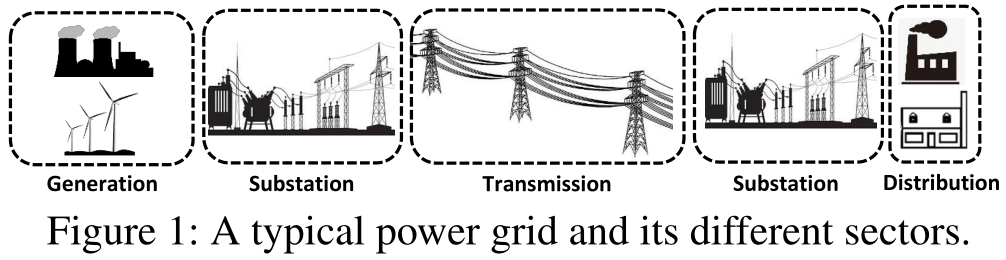 Generation Substation Transmission Substation Distribution
Figure 1: A typical power grid and its different sectors.